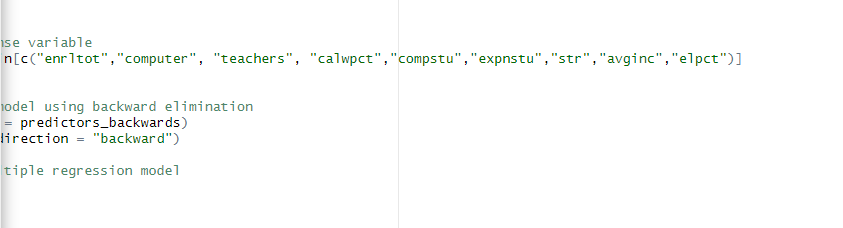 nse variable
n[c("enrltot","computer", "teachers", "calwpct","compstu","expnstu","str","avginc","elpct")]
model using backward elimination
= predictors_backwards)
direction = "backward")
tiple regression model